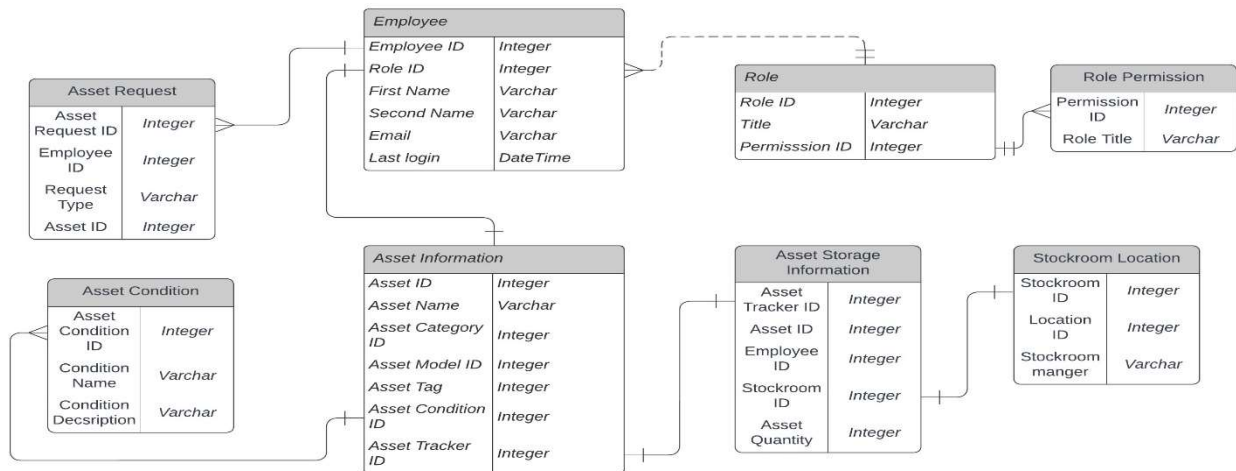 Employee
Employee ID Integer
Role ID Integer
First Name Varchar
Second Name Varchar
Email Varchar
Last login DateTime
Asset Request
Asset
Request ID
Integer
Employee
ID
Integer
Request
Type
Varchar
Asset ID Integer
Role
Role ID Integer
Title Varchar
Permisssion ID Integer
Role Permission
Permission
ID
Integer
Role Title Varchar
Asset Condition
Asset
Condition
ID
Integer
Condition
Name
Varchar
Condition
Decsription
Varchar
Asset Information
Asset ID Integer
Asset Name Varchar
Asset Category
ID
Integer
Asset Model ID Integer
Asset Tag Integer
Asset Condition
ID
Integer
Asset Tracker
ID
Integer
Asset Storage
Information
Asset
Tracker ID
Integer
Asset ID Integer
Employee
ID
Integer
Stockroom
ID
Integer
Asset
Quantity
Integer
Stockroom Location
Stockroom
ID
Integer
Location
ID
Integer
Stockroom
manger
Varchar